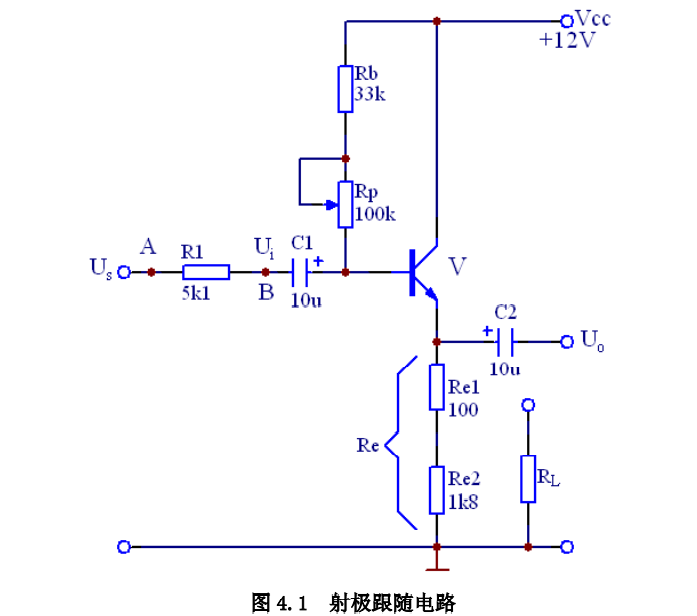 Vcc
+12V
Rb
33k
Rp
100k
A
R1
5k1
Ui
B
C1
+
10u
V
Us
C2
+
10u
Uo
Re1
100
Re
Re2
1k8
RL
图 4.1 射极跟随电路